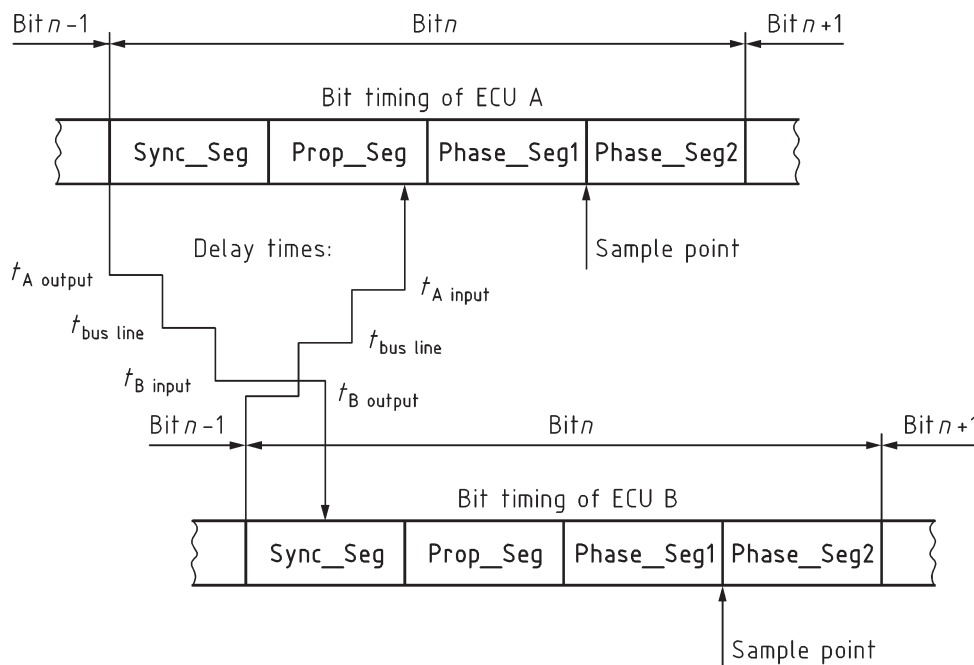 Bit n-1 Bit n Bit n+1
Bit timing of ECU A
Sync_Seg Prop_Seg Phase_Seg1 Phase_Seg2
Delay times: Sample point
t A output
t A input
t bus line
t bus line
t B input
t B output
Bit n-1 Bit n Bit n+1
Bit timing of ECU B
Sync_Seg Prop_Seg Phase_Seg1 Phase_Seg2
Sample point